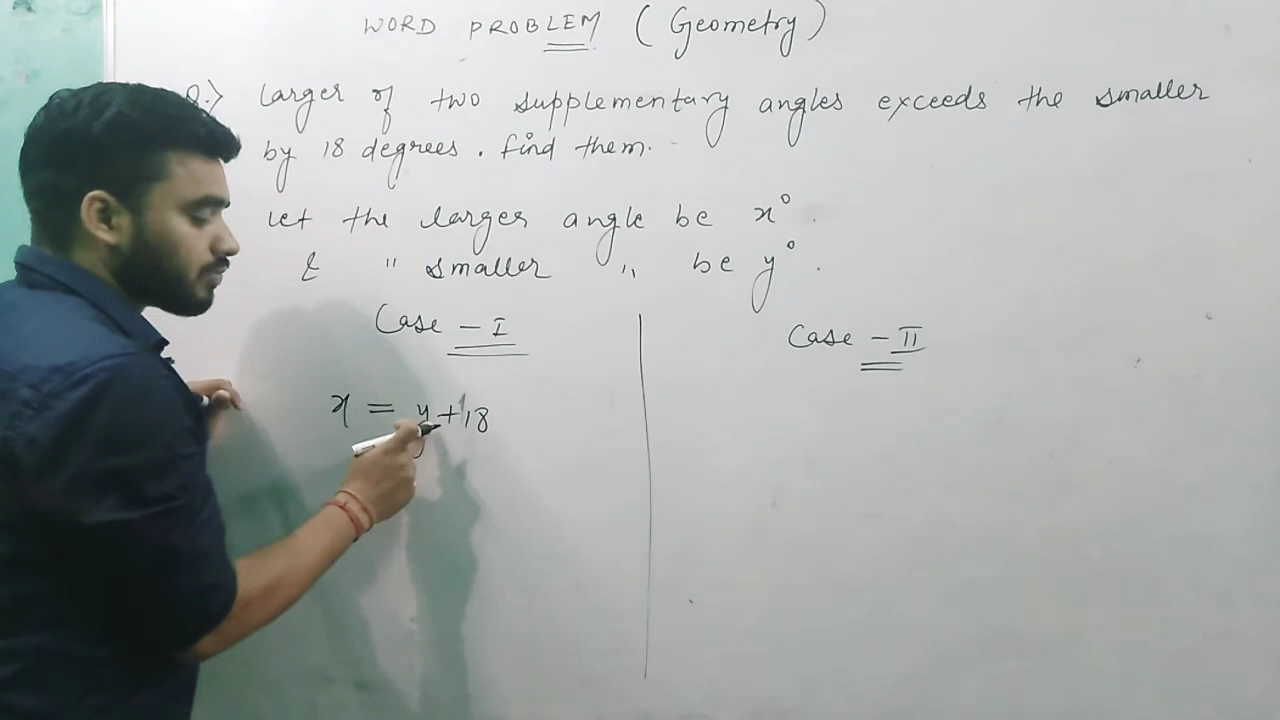 WORD PROBLEM (Geometry)
Q.) Larger of two supplementary angles exceeds the smaller
by 18 degrees. find them.
Let the larger angle be x°.
& " smaller " be y°.
Case - I
Case - II
x = y + 18